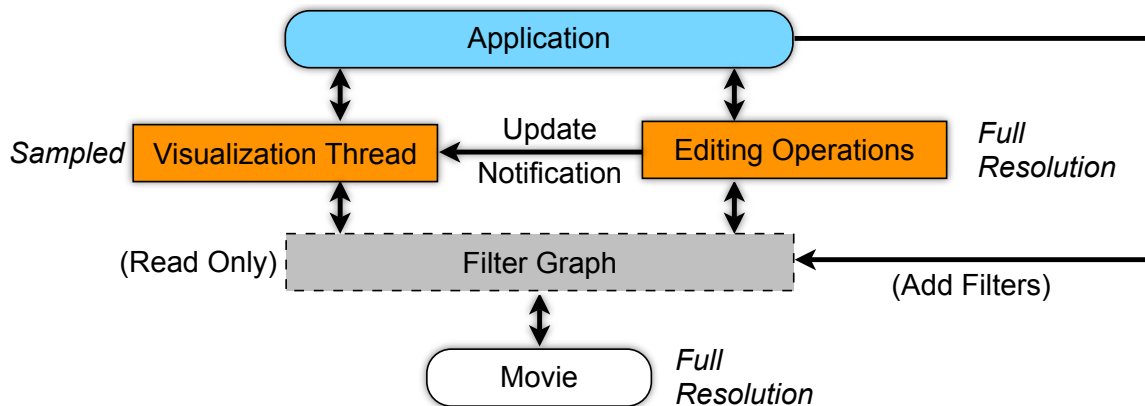 Application
Sampled
Visualization Thread
Update
Notification
Editing Operations
Full
Resolution
(Read Only)
Filter Graph
(Add Filters)
Movie
Full
Resolution